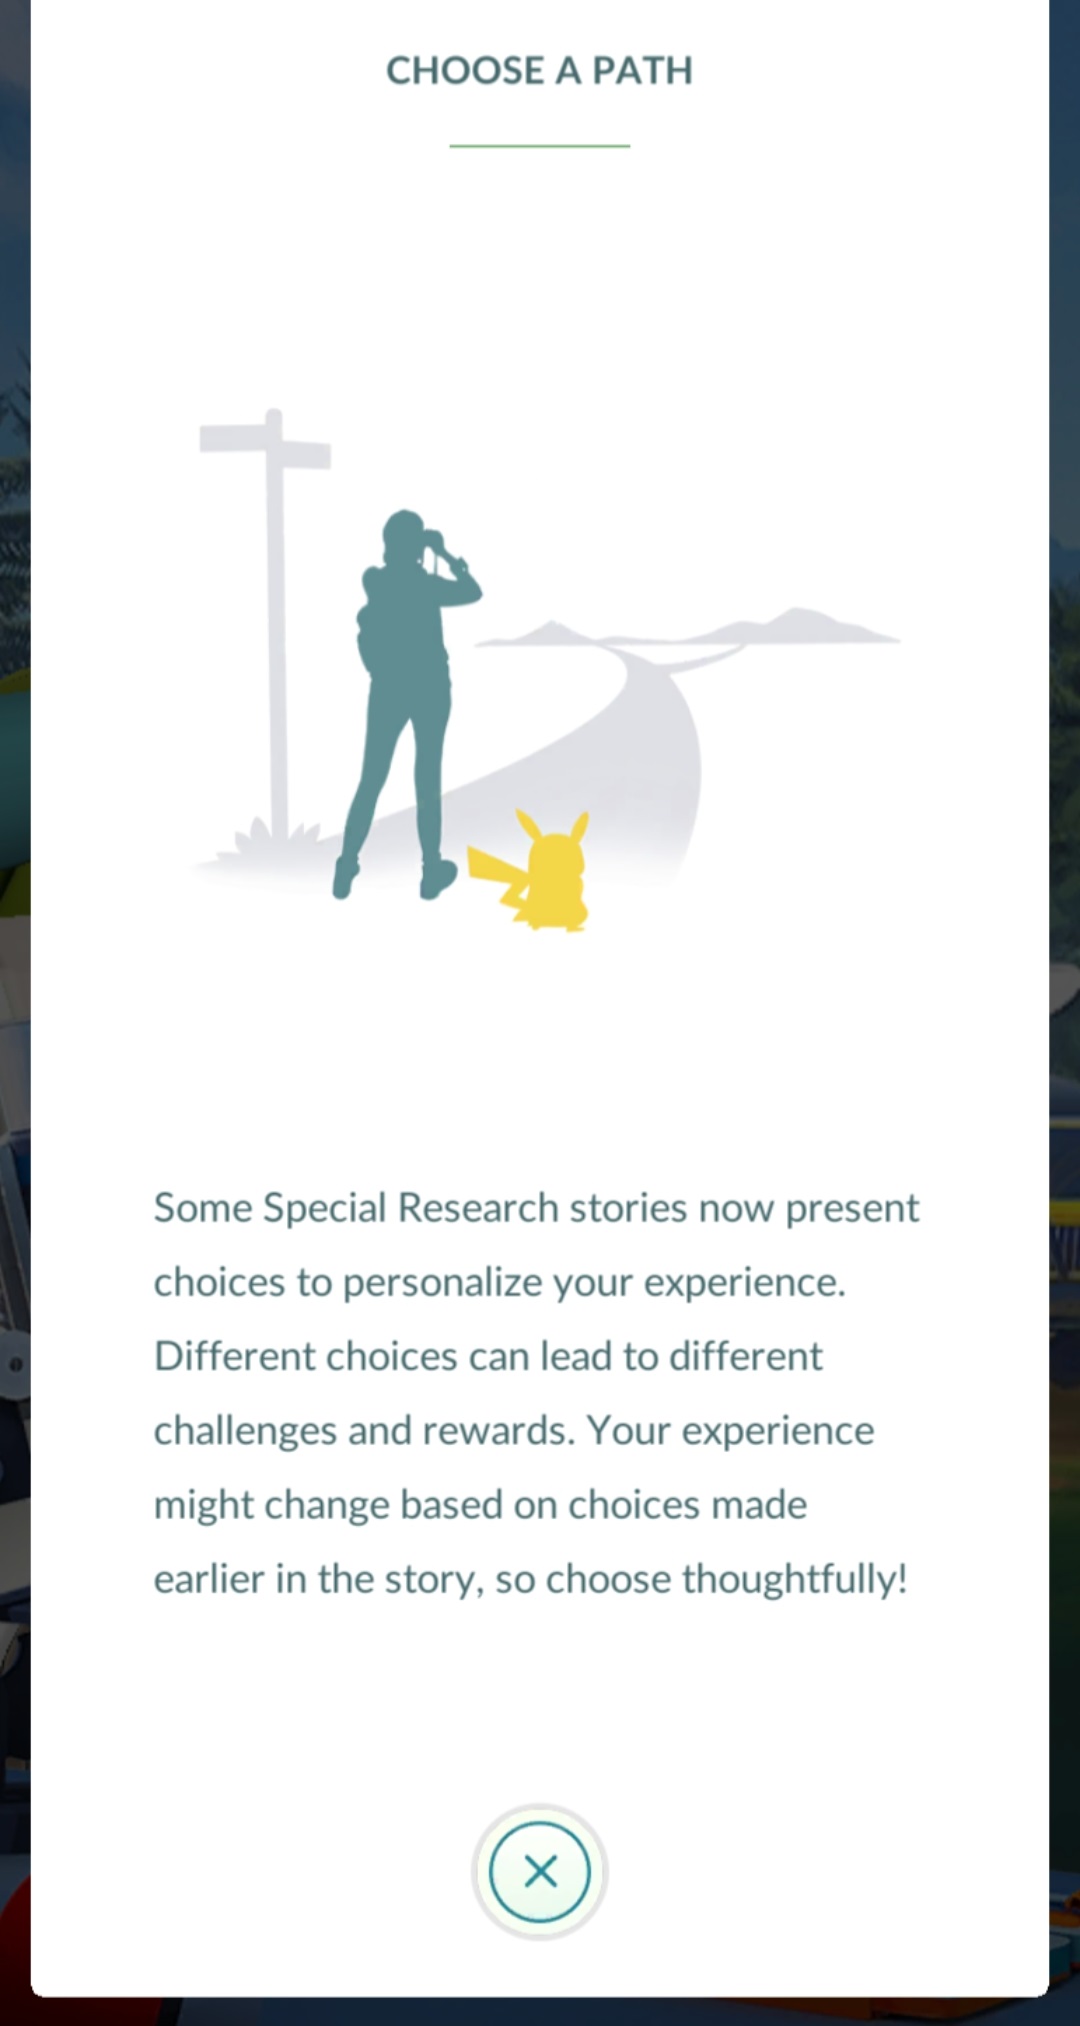 CHOOSE A PATH
Some Special Research stories now present
choices to personalize your experience.
Different choices can lead to different
challenges and rewards. Your experience
might change based on choices made
earlier in the story, so choose thoughtfully!